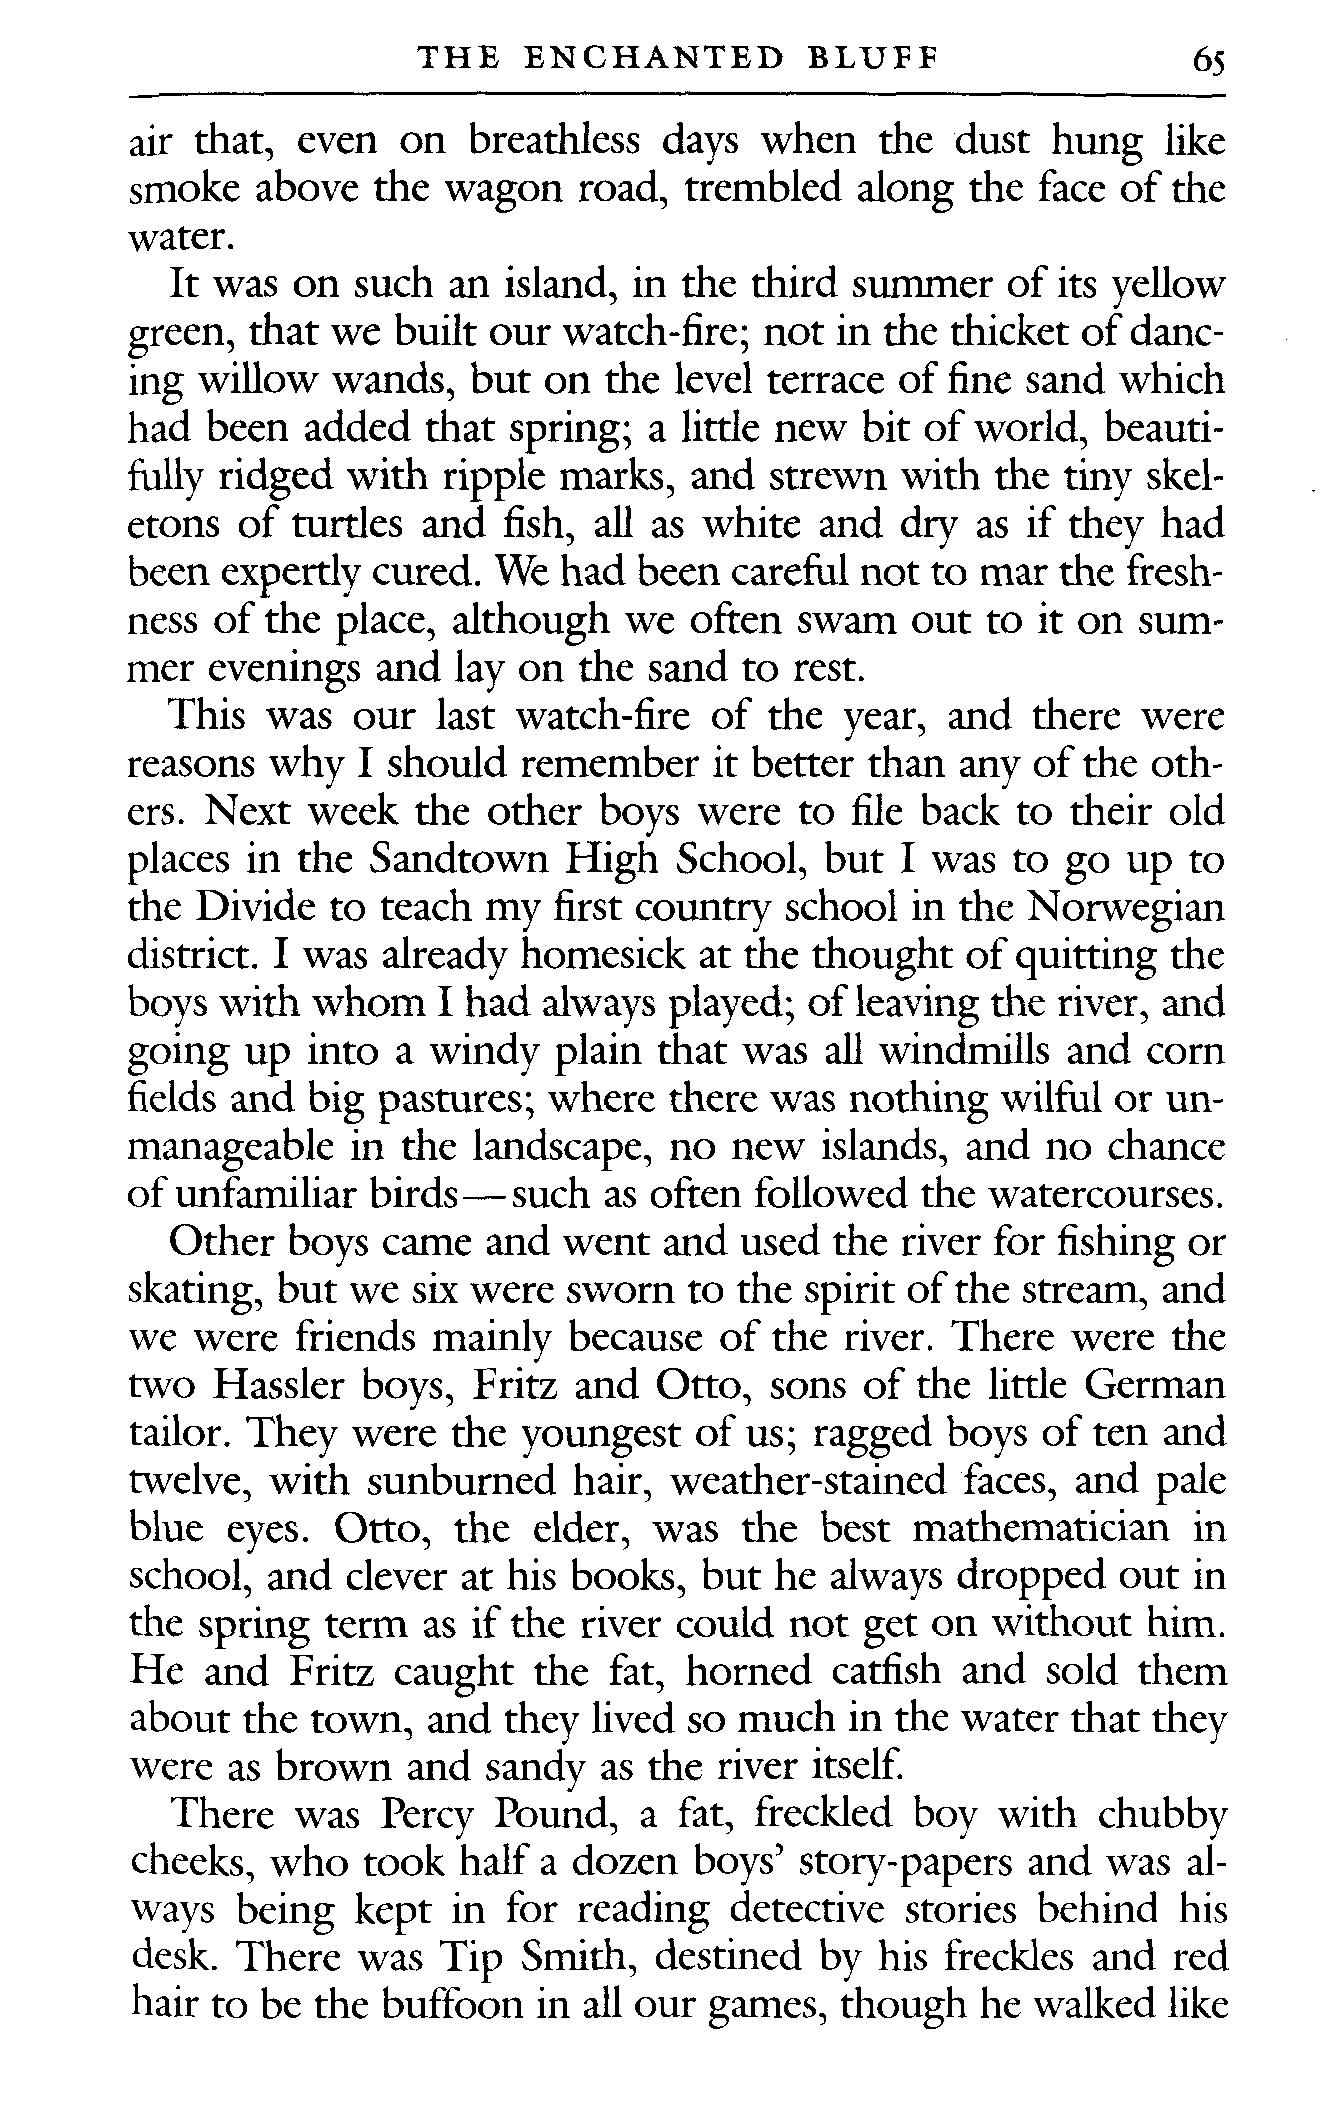 THE ENCHANTED BLUFF 65
air that, even on breathless days when the dust hung like
smoke above the wagon road, trembled along the face of the
water.
It was on such an island, in the third summer of its yellow
green, that we built our watch-fire; not in the thicket of danc-
ing willow wands, but on the level terrace of fine sand which
had been added that spring; a little new bit of world, beauti-
fully ridged with ripple marks, and strewn with the tiny skel-
etons of turtles and fish, all as white and dry as if they had
been expertly cured. We had been careful not to mar the fresh-
ness of the place, although we often swam out to it on sum-
mer evenings and lay on the sand to rest.
This was our last watch-fire of the year, and there were
reasons why I should remember it better than any of the oth-
ers. Next week the other boys were to file back to their old
places in the Sandtown High School, but I was to go up to
the Divide to teach my first country school in the Norwegian
district. I was already homesick at the thought of quitting the
boys with whom I had always played; of leaving the river, and
going up into a windy plain that was all windmills and corn
fields and big pastures; where there was nothing wilful or un-
manageable in the landscape, no new islands, and no chance
of unfamiliar birds—such as often followed the watercourses.
Other boys came and went and used the river for fishing or
skating, but we six were sworn to the spirit of the stream, and
we were friends mainly because of the river. There were the
two Hassler boys, Fritz and Otto, sons of the little German
tailor. They were the youngest of us; ragged boys of ten and
twelve, with sunburned hair, weather-stained faces, and pale
blue eyes. Otto, the elder, was the best mathematician in
school, and clever at his books, but he always dropped out in
the spring term as if the river could not get on without him.
He and Fritz caught the fat, horned catfish and sold them
about the town, and they lived so much in the water that they
were as brown and sandy as the river itself.
There was Percy Pound, a fat, freckled boy with chubby
cheeks, who took half a dozen boys' story-papers and was al-
ways being kept in for reading detective stories behind his
desk. There was Tip Smith, destined by his freckles and red
hair to be the buffoon in all our games, though he walked like